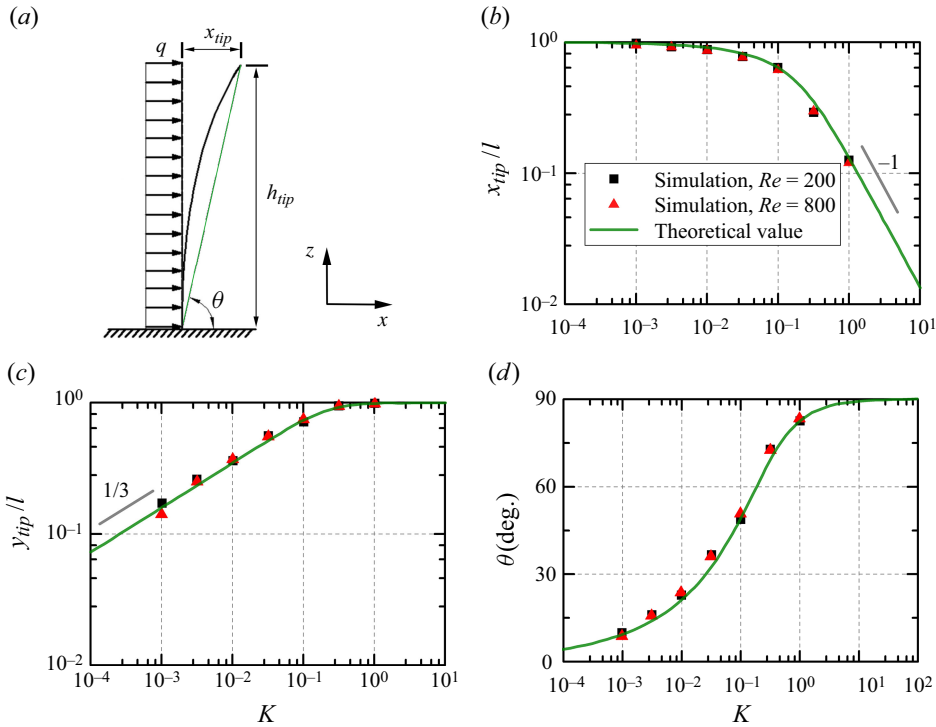 (a)
q
x_tip
h_tip
θ
z
x
(b)
10^0
10^-1
10^-2
x_tip/l
–1
Simulation, Re = 200
Simulation, Re = 800
Theoretical value
10^-4 10^-3 10^-2 10^-1 10^0 10^1
(c)
10^0
10^-1
10^-2
y_tip/l
1/3
10^-4 10^-3 10^-2 10^-1 10^0 10^1
K
(d)
90
60
30
0
θ(deg.)
10^-4 10^-3 10^-2 10^-1 10^0 10^1 10^2
K